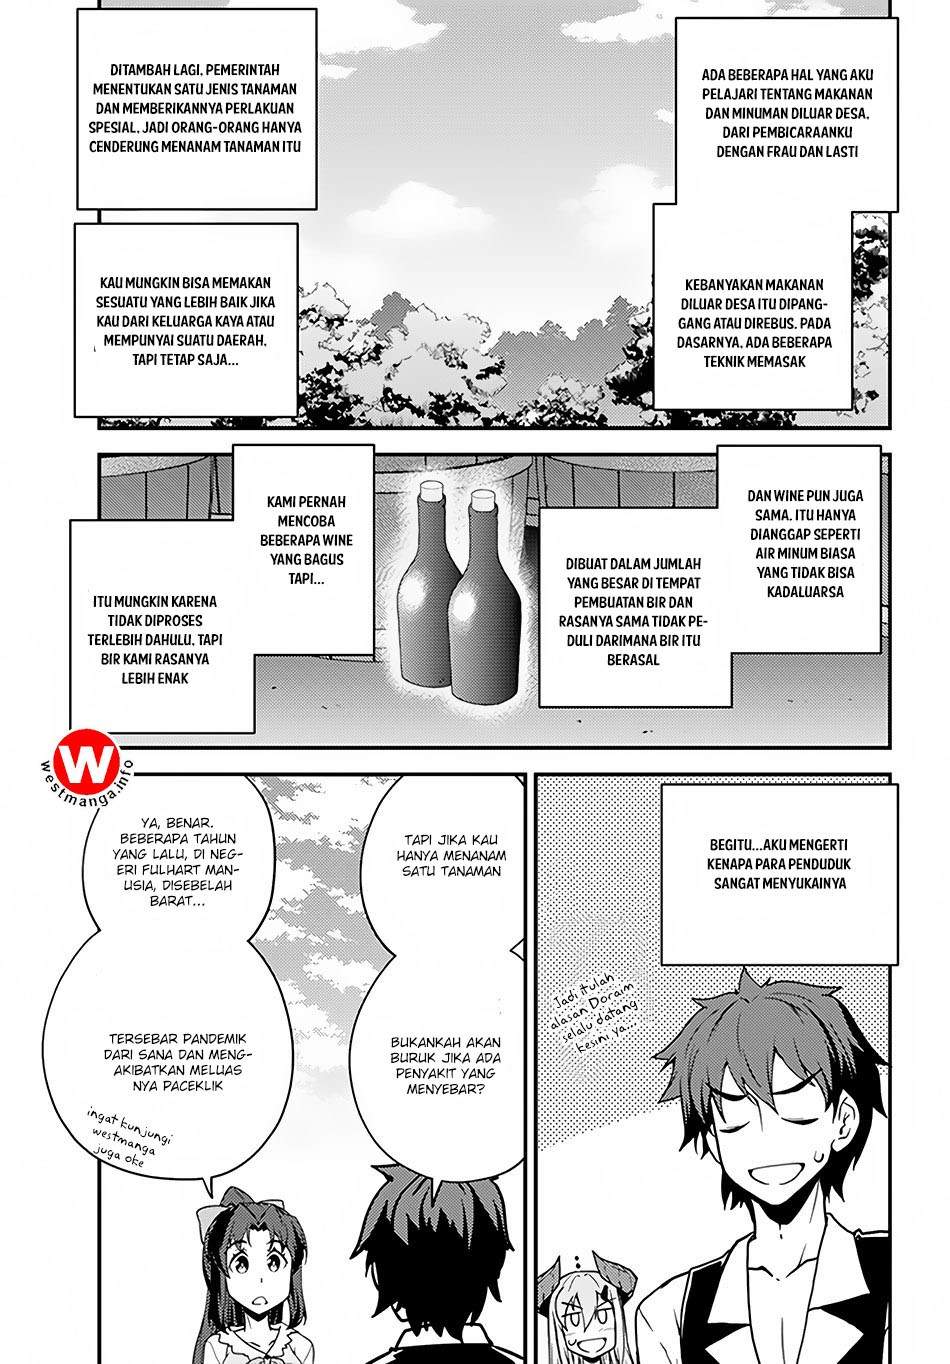 ADA BEBERAPA HAL YANG AKU
PELAJARI TENTANG MAKANAN
DAN MINUMAN DILUAR DESA,
DARI PEMBICARAANKU
DENGAN FRAU DAN LASTI
KEBANYAKAN MAKANAN
DILUAR DESA ITU DIPANG-
GANG ATAU DIREBUS, PADA
DASARNYA, ADA BEBERAPA
TEKNIK MEMASAK
DITAMBAH LAGI, PEMERINTAH
MENENTUKAN SATU JENIS TANAMAN
DAN MEMBERIKANNYA PERLAKUAN
SPESIAL, JADI ORANG-ORANG HANYA
CENDERUNG MENANAM TANAMAN ITU
KAU MUNGKIN BISA MEMAKAN
SESUATU YANG LEBIH BAIK JIKA
KAU DARI KELUARGA KAYA ATAU
MEMPUNYAI SUATU DAERAH,
TAPI TETAP SAJA...
DAN WINE PUN JUGA
SAMA. ITU HANYA
DIANGGAP SEPERTI
AIR MINUM BIASA
YANG TIDAK BISA
KADALUARSA
DIBUAT DALAM JUMLAH
YANG BESAR DI TEMPAT
PEMBUATAN BIR DAN
RASANYA SAMA TIDAK PE-
DULI DARIMANA BIR ITU
BERASAL
KAMI PERNAH
MENCOBA
BEBERAPA WINE
YANG BAGUS
TAPI...
ITU MUNGKIN KARENA
TIDAK DIPROSES
TERLEBIH DAHULU, TAPI
BIR KAMI RASANYA
LEBIH ENAK
W
westmanga.info
BEGITU...AKU MENGERTI
KENAPA PARA PENDUDUK
SANGAT MENYUKAINYA
Jadi itulah
alasan Doraim
selalu datang
kesini ya...
TAPI JIKA KAU
HANYA MENANAM
SATU TANAMAN
BUKANKAH AKAN
BURUK JIKA ADA
PENYAKIT YANG
MENYEBAR?
YA, BENAR.
BEBERAPA TAHUN
YANG LALU, DI NEG-
ERI FULHART MAN-
USIA, DISEBELAH
BARAT...
TERSEBAR PANDEMIK
DARI SANA DAN MENG-
AKIBATKAN MELUAS
NYA PACEKLIK
ingat kunjungi
westmanga
juga oke